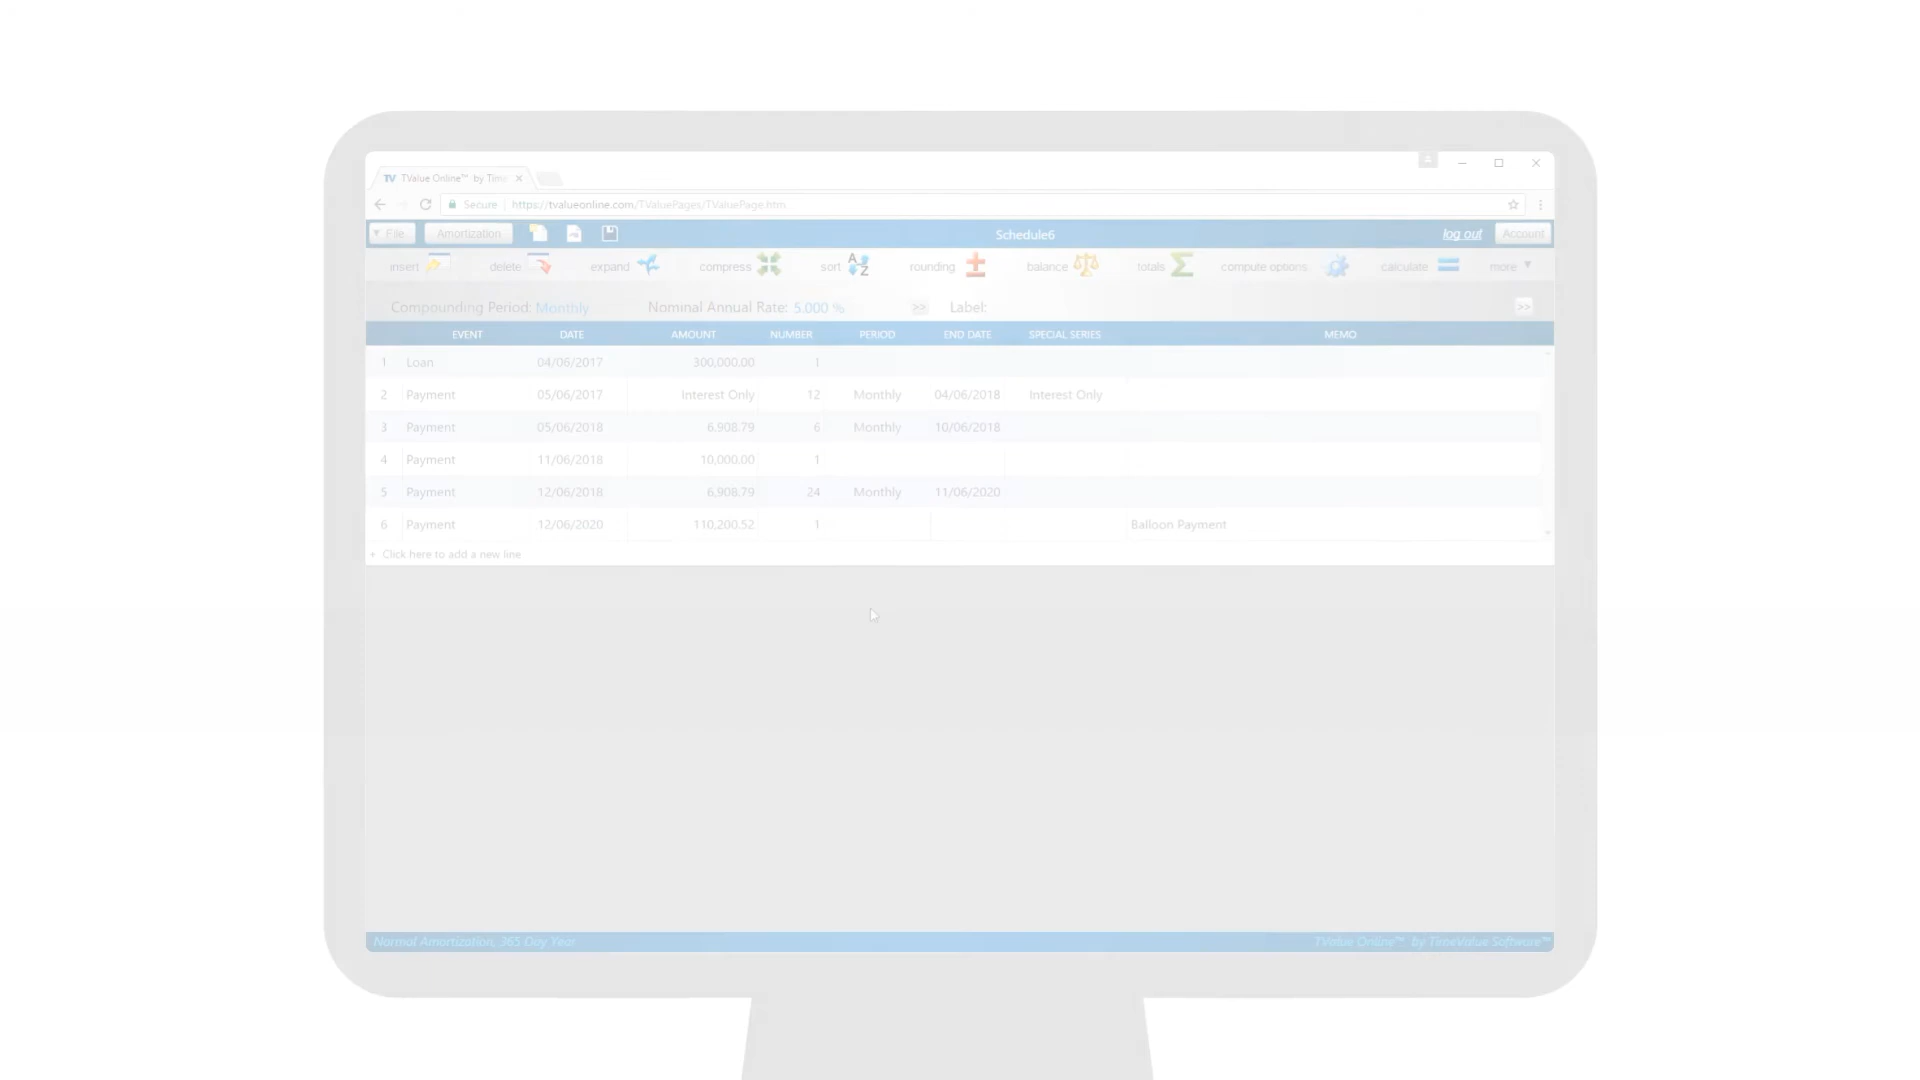 TV TValue Online™ by Time
Secure https://tvalueonline.com/TValuePages/TValuePage.htm
File Amortization Schedule6 log out Account
insert delete expand compress sort A Z rounding balance totals compute options calculate more
Compounding Period: Monthly Nominal Annual Rate: 5.000 % >> Label: >>
EVENT DATE AMOUNT NUMBER PERIOD END DATE SPECIAL SERIES MEMO
1 Loan 04/06/2017 300,000.00 1
2 Payment 05/06/2017 Interest Only 12 Monthly 04/06/2018 Interest Only
3 Payment 05/06/2018 6,908.79 6 Monthly 10/06/2018
4 Payment 11/06/2018 10,000.00 1
5 Payment 12/06/2018 6,908.79 24 Monthly 11/06/2020
6 Payment 12/06/2020 110,200.52 1 Balloon Payment
+ Click here to add a new line
Normal Amortization, 365 Day Year TValue Online™ by TimeValue Software™